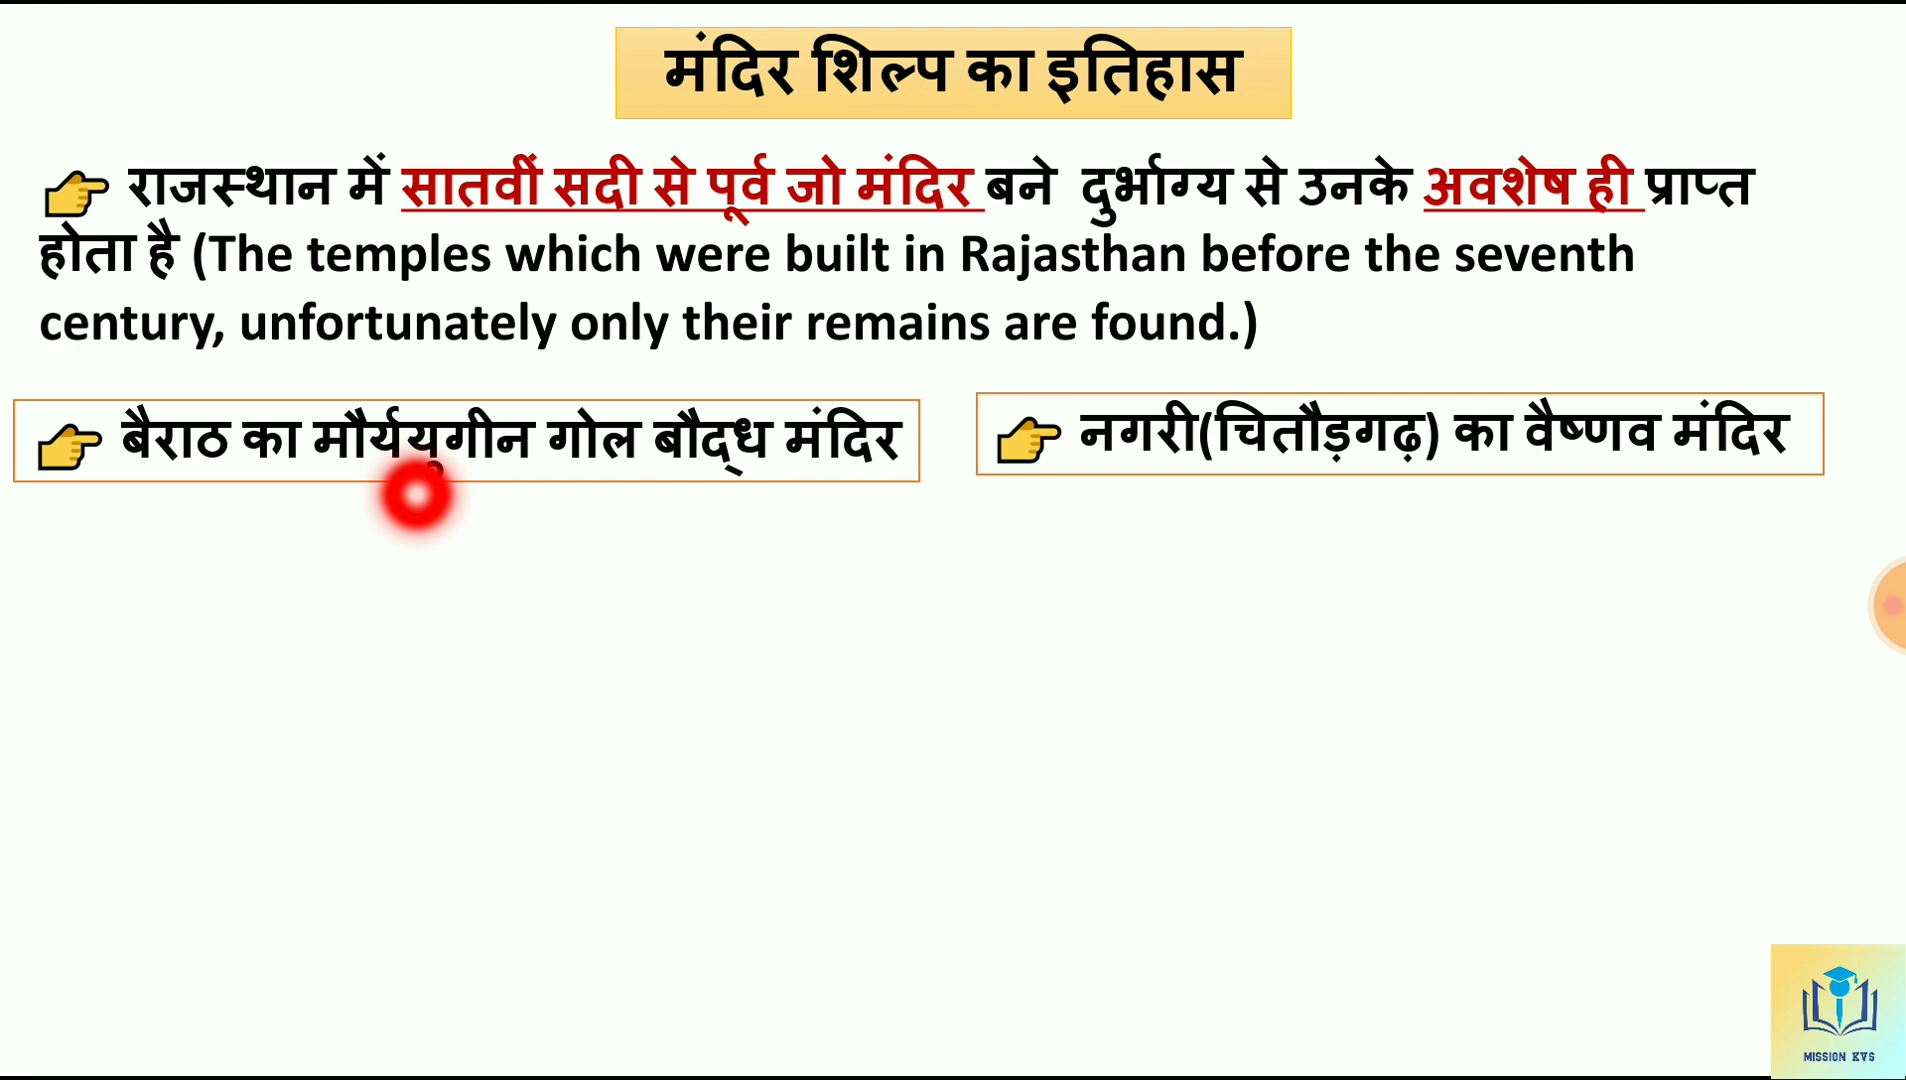 मंदिर शिल्प का इतिहास
👉 राजस्थान में सातवीं सदी से पूर्व जो मंदिर बने दुर्भाग्य से उनके अवशेष ही प्राप्त
होता है (The temples which were built in Rajasthan before the seventh
century, unfortunately only their remains are found.)
👉 बैराठ का मौर्ययुगीन गोल बौद्ध मंदिर
👉 नगरी(चितौड़गढ़) का वैष्णव मंदिर
MISSION KVS